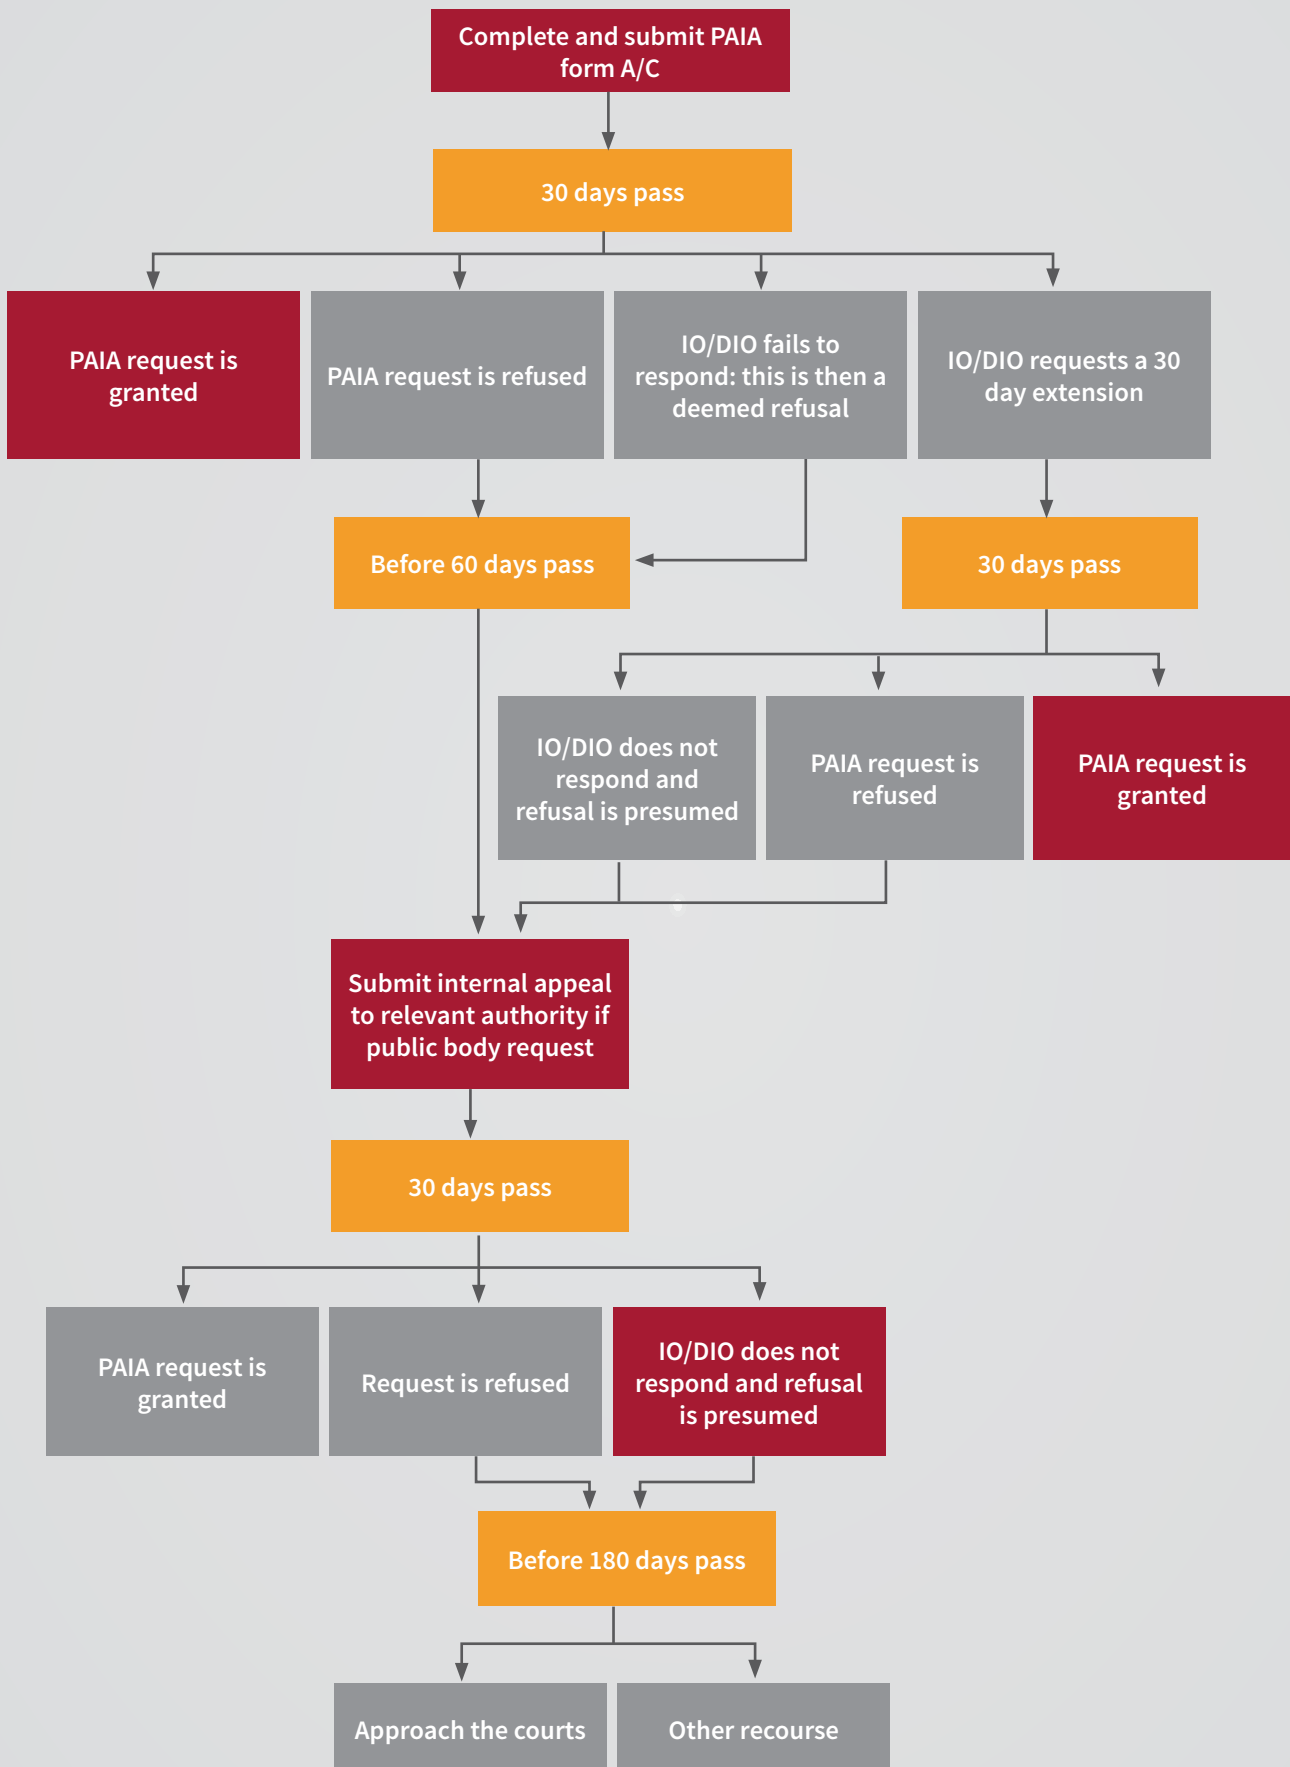 Complete and submit PAIA
form A/C
30 days pass
PAIA request is
granted
PAIA request is refused
IO/DIO fails to
respond: this is then a
deemed refusal
IO/DIO requests a 30
day extension
Before 60 days pass
30 days pass
IO/DIO does not
respond and
refusal is presumed
PAIA request is
refused
PAIA request is
granted
Submit internal appeal
to relevant authority if
public body request
30 days pass
PAIA request is
granted
Request is refused
IO/DIO does not
respond and refusal
is presumed
Before 180 days pass
Approach the courts
Other recourse